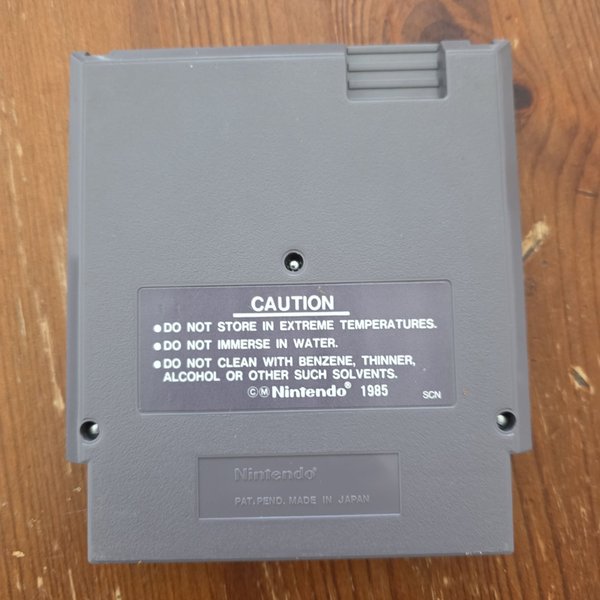 CAUTION
●DO NOT STORE IN EXTREME TEMPERATURES.
●DO NOT IMMERSE IN WATER.
●DO NOT CLEAN WITH BENZENE, THINNER,
ALCOHOL OR OTHER SUCH SOLVENTS.
©Ⓜ Nintendo® 1985 SCN
Nintendo®
PAT. PEND. MADE IN JAPAN